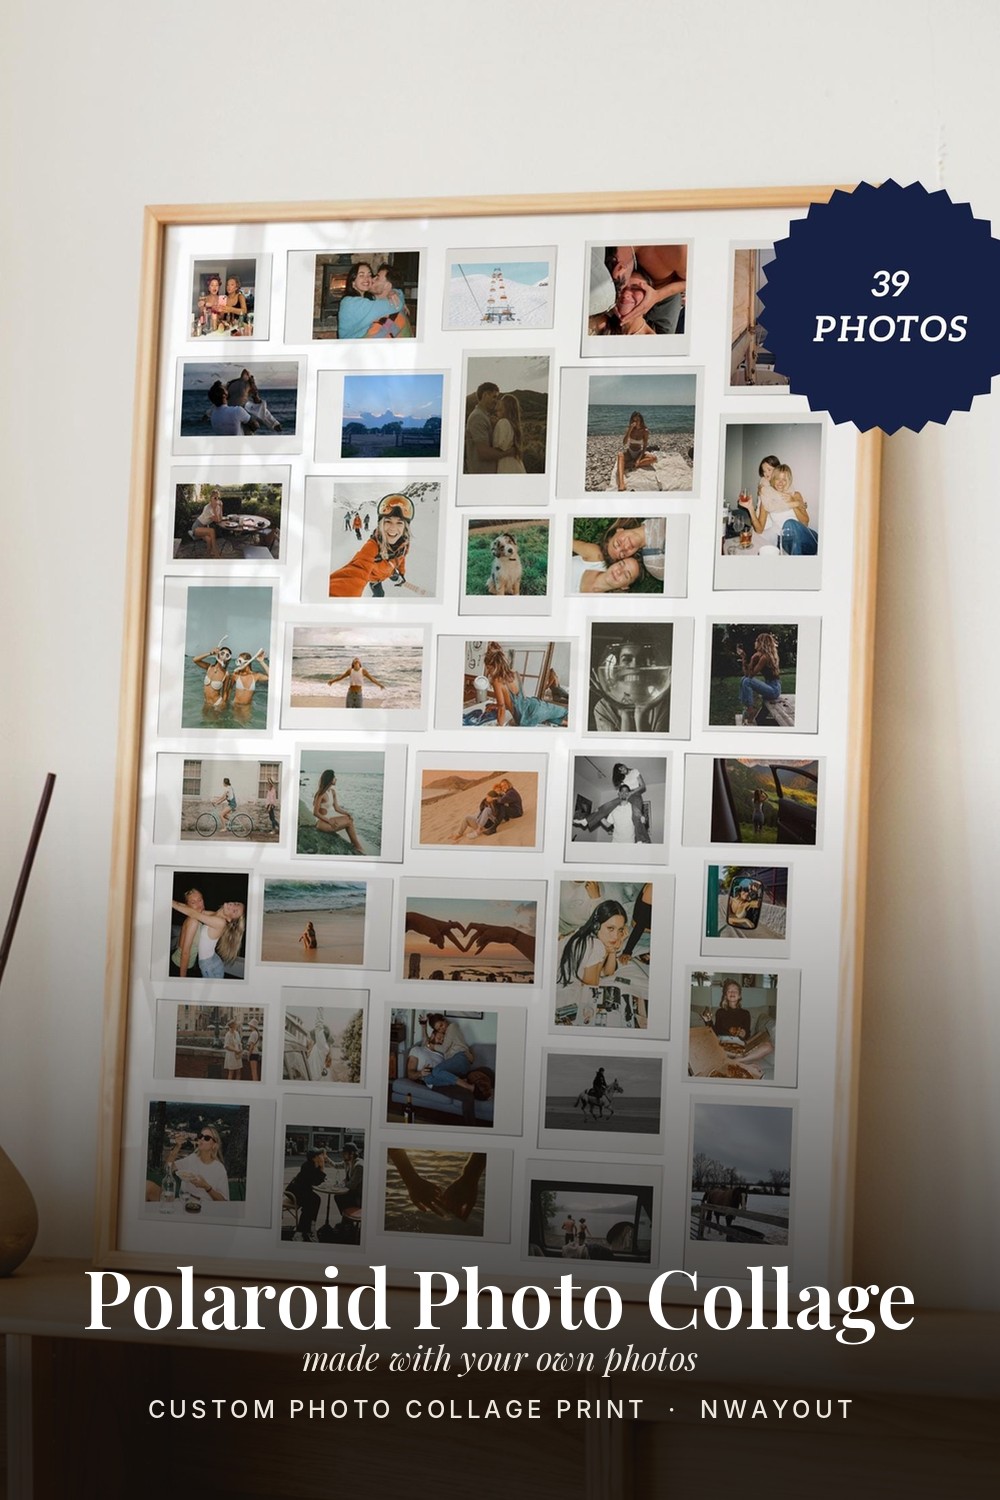 39
PHOTOS
Polaroid Photo Collage
made with your own photos
CUSTOM PHOTO COLLAGE PRINT · NWAYOUT